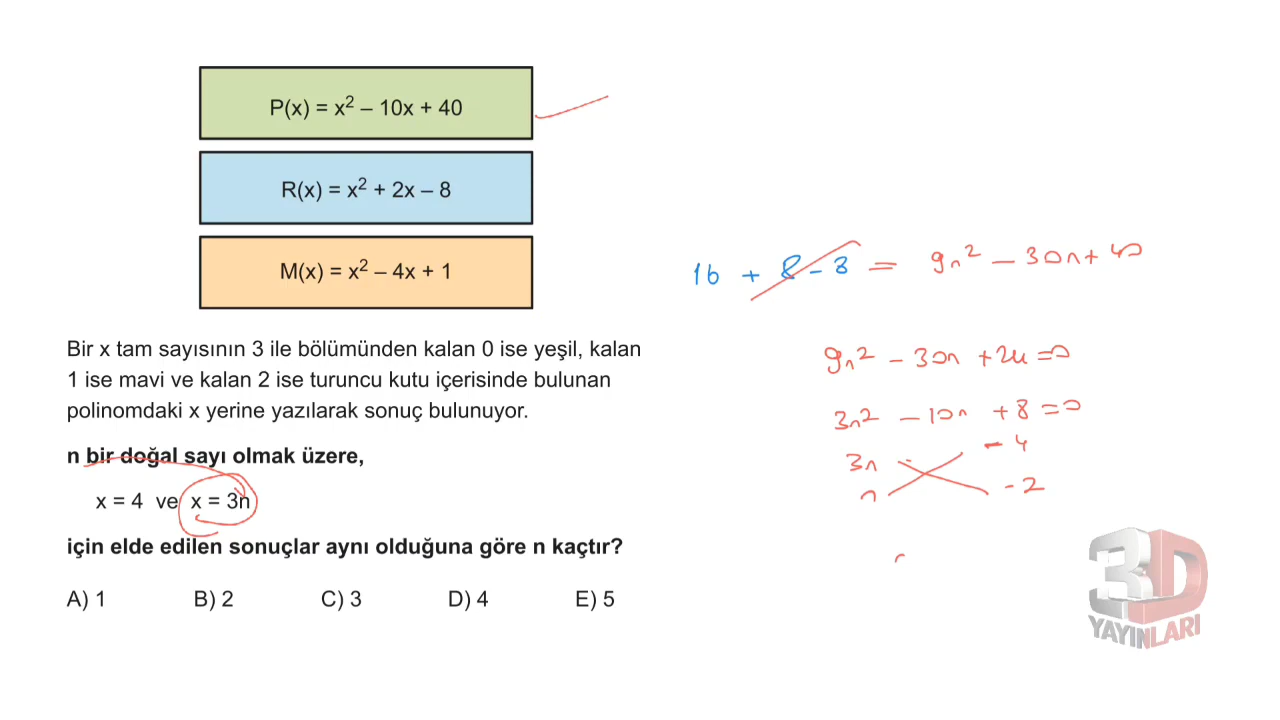 P(x) = x² – 10x + 40
R(x) = x² + 2x – 8
M(x) = x² – 4x + 1
Bir x tam sayısının 3 ile bölümünden kalan 0 ise yeşil, kalan
1 ise mavi ve kalan 2 ise turuncu kutu içerisinde bulunan
polinomdaki x yerine yazılarak sonuç bulunuyor.
n bir doğal sayı olmak üzere,
x = 4 ve x = 3n
için elde edilen sonuçlar aynı olduğuna göre n kaçtır?
A) 1 B) 2 C) 3 D) 4 E) 5
16 + 8 – 8 = 9n² – 30n + 40
9n² – 30n + 24 = 0
3n² – 10n + 8 = 0
3n – 4
n – 2
3D
YAYINLARI